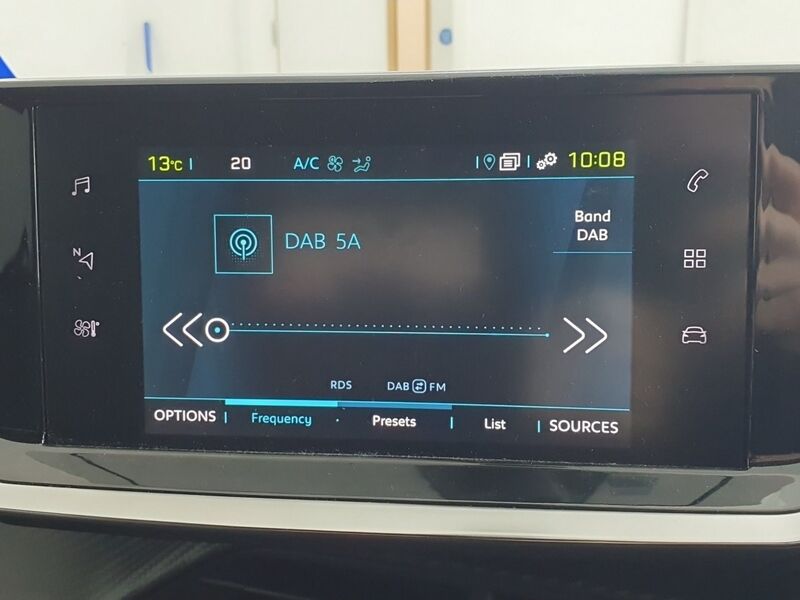 13°C 20 A/C 10:08
Band
DAB
DAB 5A
N
RDS DAB FM
OPTIONS Frequency Presets List SOURCES